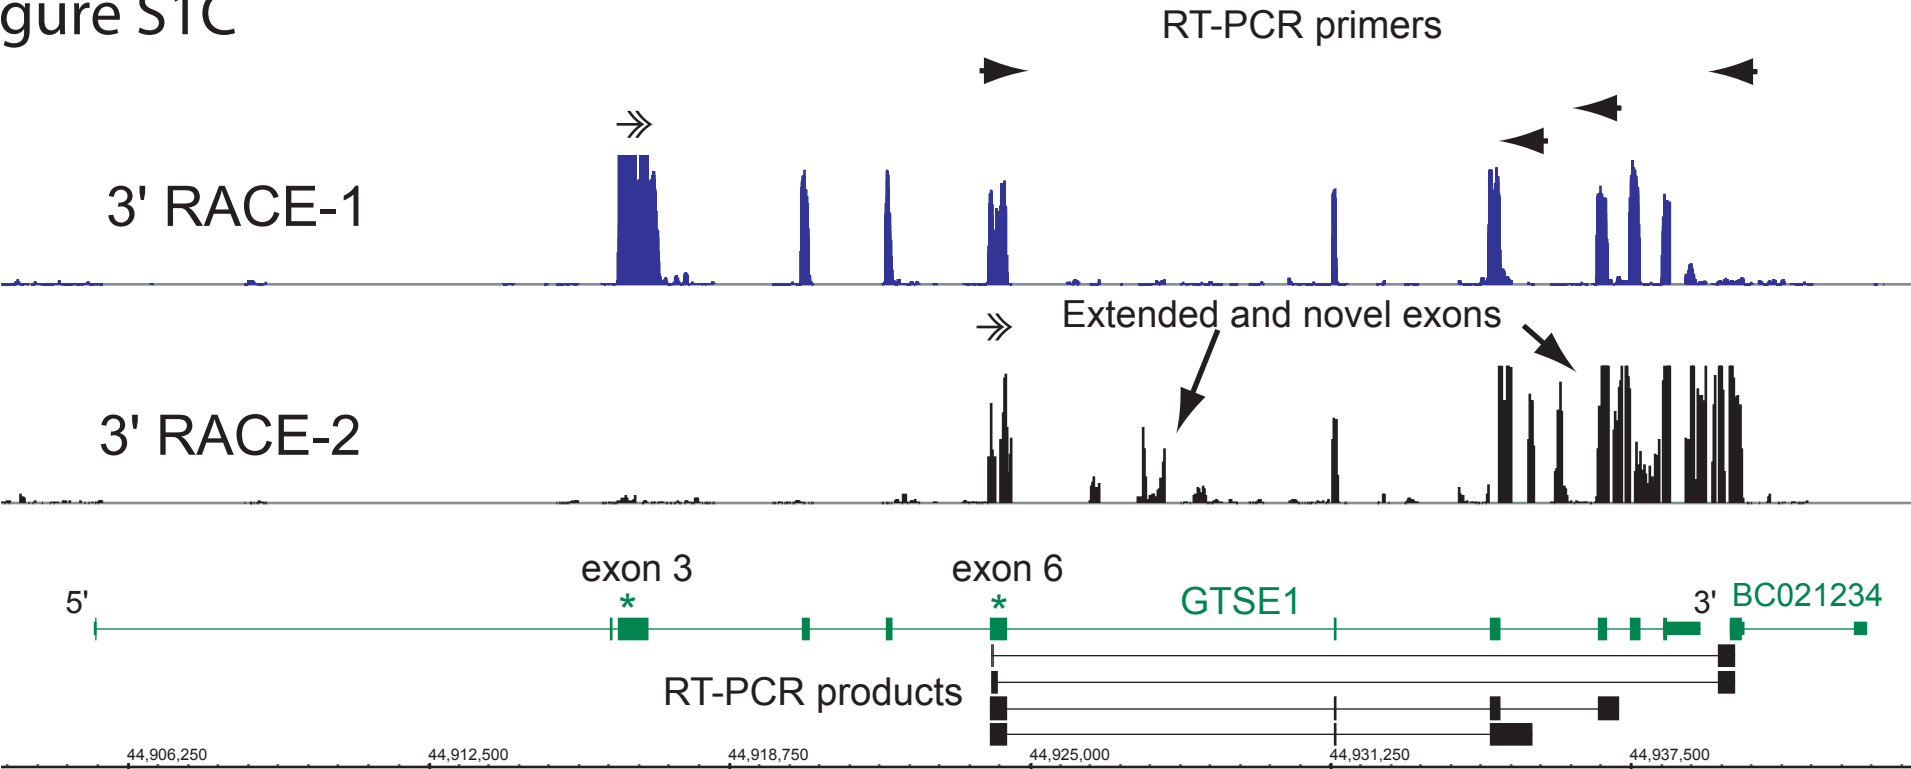 gure S1C
RT-PCR primers
3' RACE-1
Extended and novel exons
3' RACE-2
exon 3 exon 6
5' * * GTSE1 3' BC021234
RT-PCR products
44,906,250 44,912,500 44,918,750 44,925,000 44,931,250 44,937,500